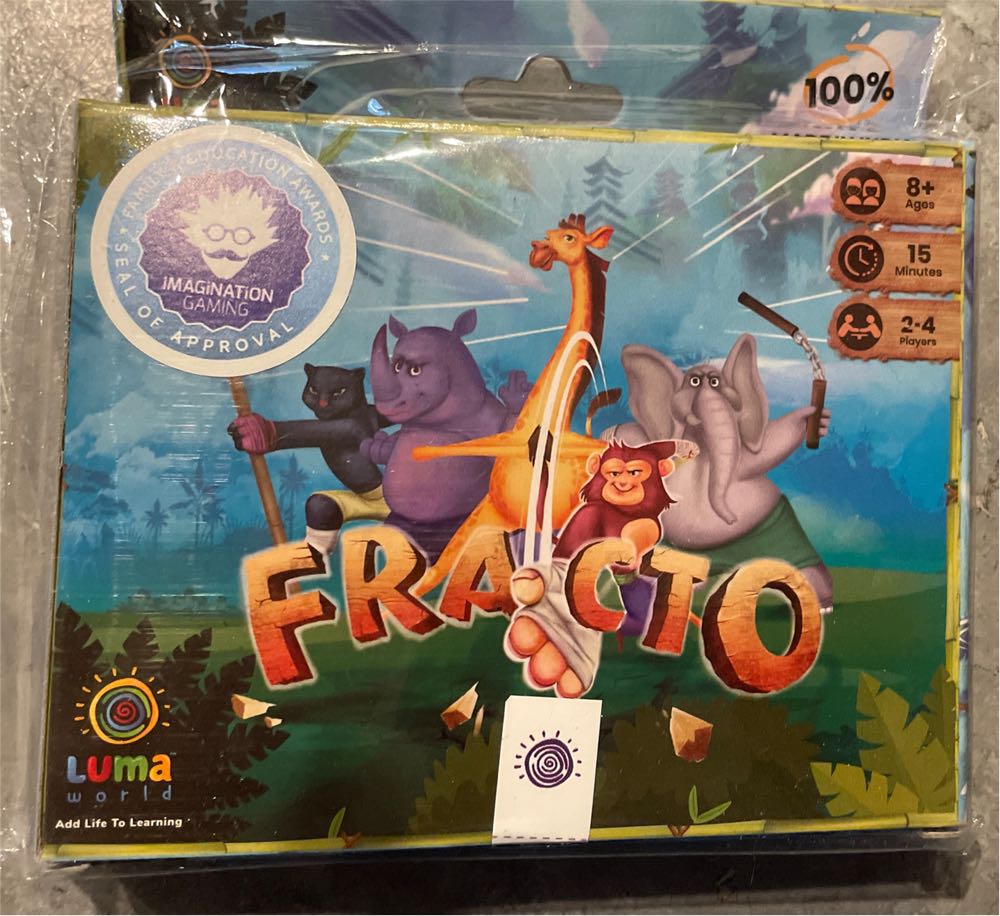 100%
FAMILY & EDUCATION AWARDS
IMAGINATION
GAMING
SEAL OF APPROVAL
8+
Ages
15
Minutes
2-4
Players
FRACTO
LUMA
world
Add Life To Learning